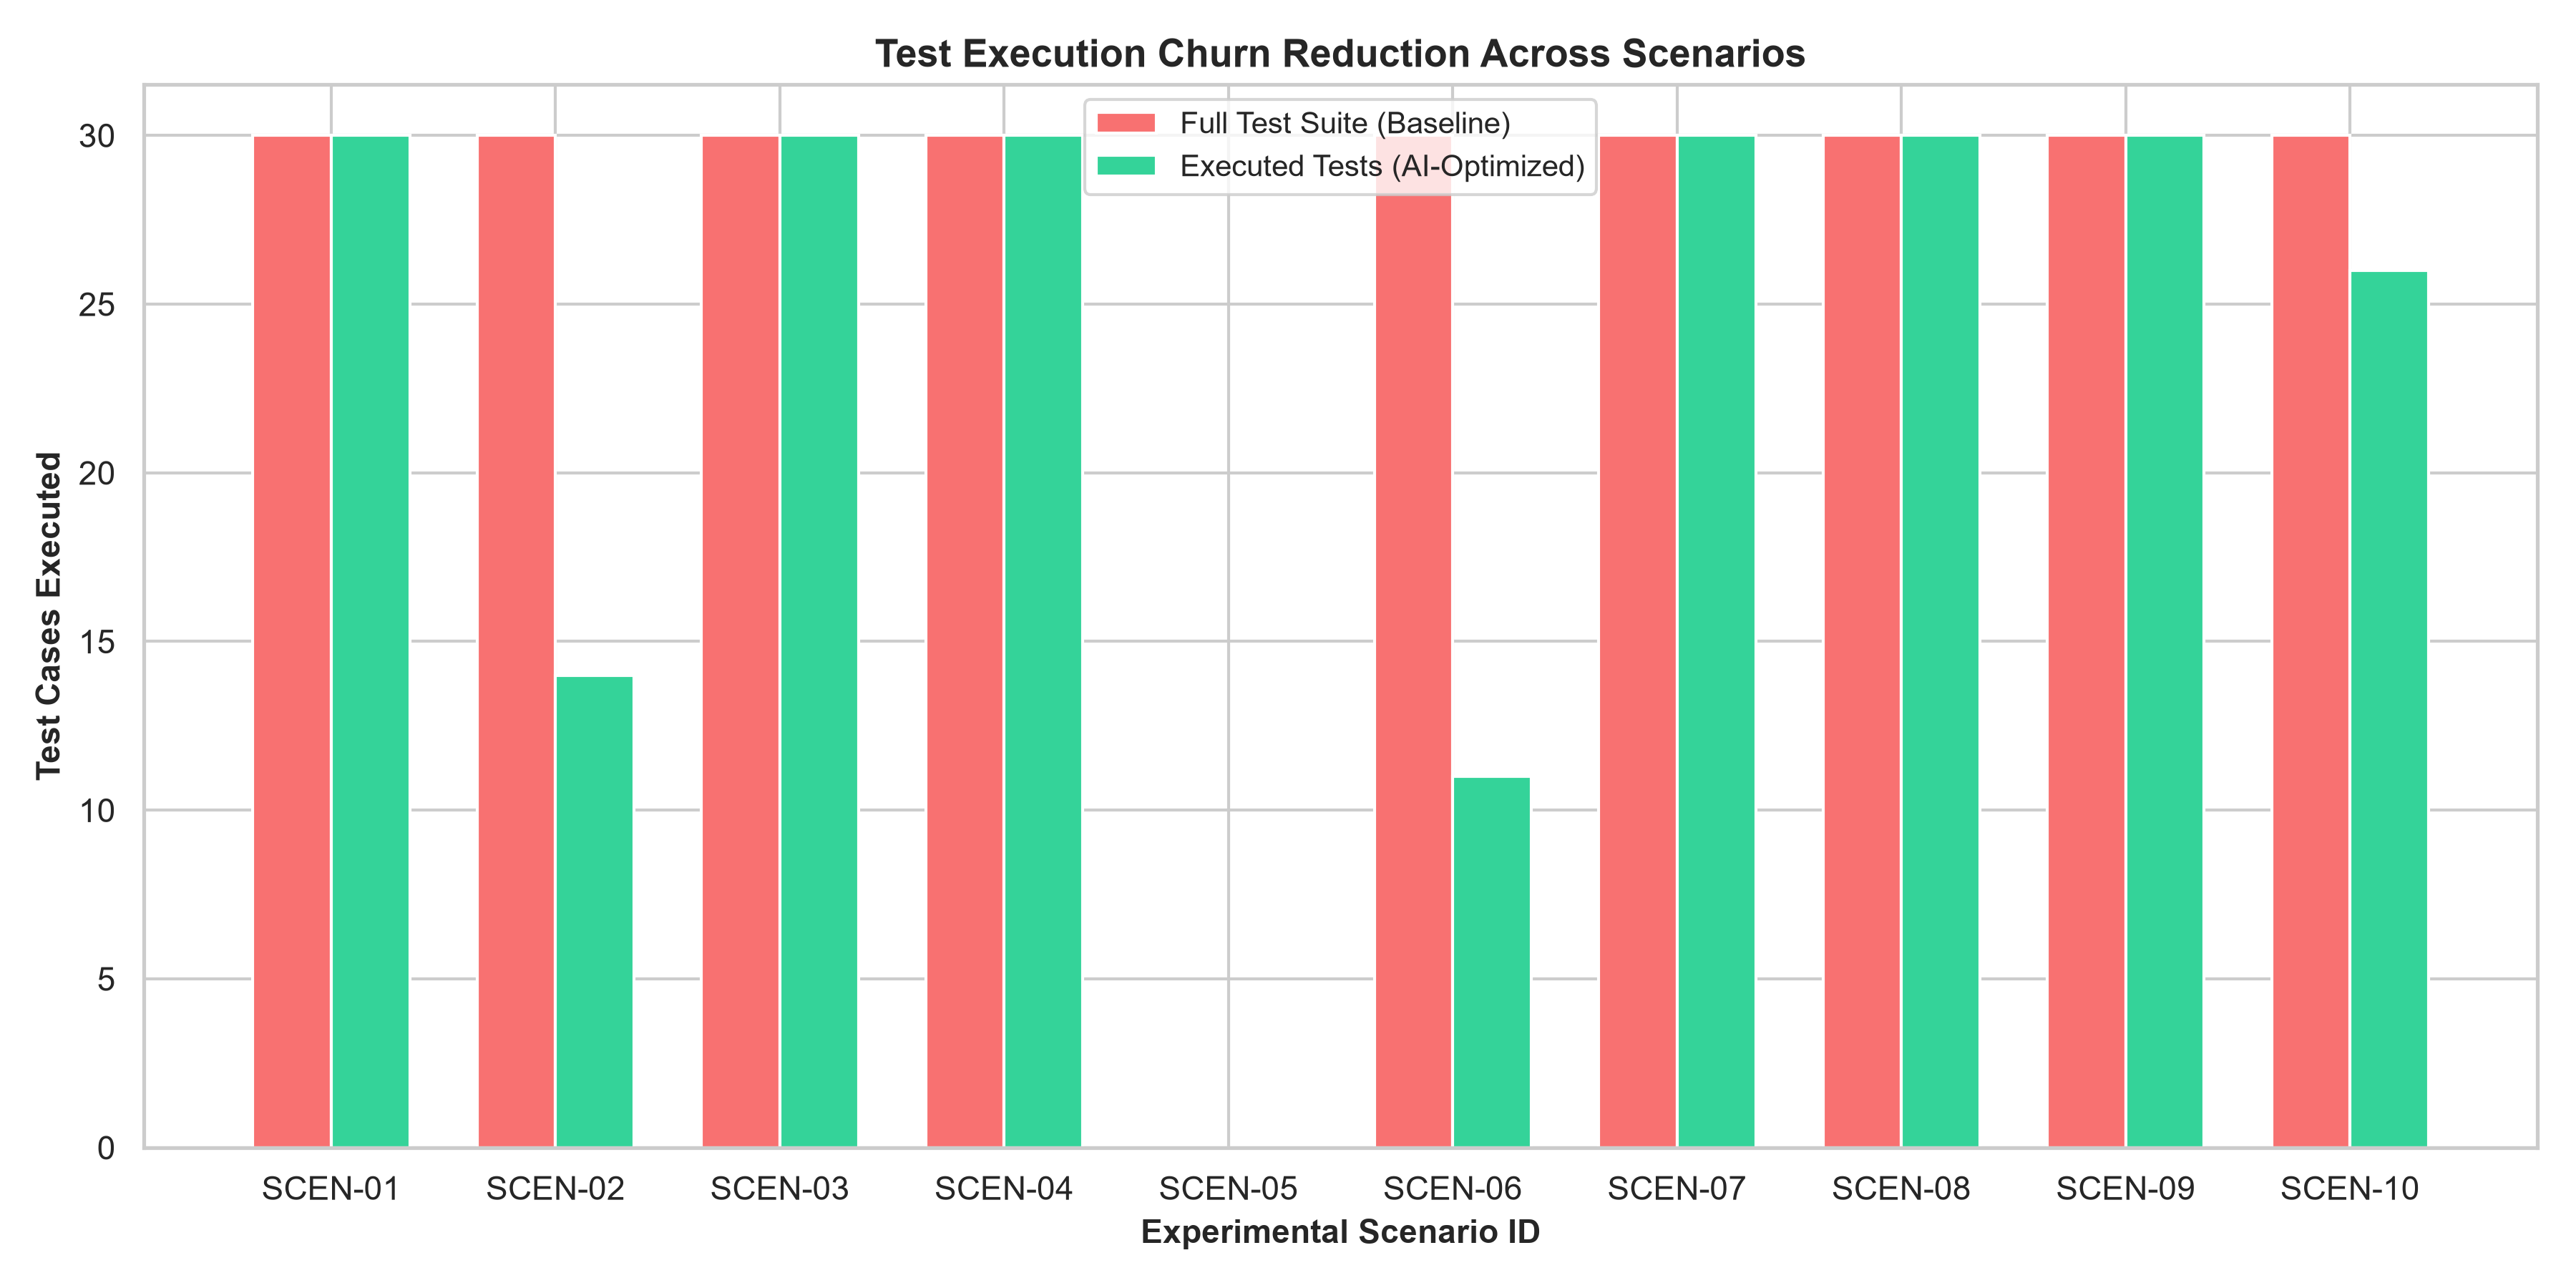 Test Execution Churn Reduction Across Scenarios
Full Test Suite (Baseline)
Executed Tests (AI-Optimized)
30
25
20
15
10
5
0
Test Cases Executed
SCEN-01 SCEN-02 SCEN-03 SCEN-04 SCEN-05 SCEN-06 SCEN-07 SCEN-08 SCEN-09 SCEN-10
Experimental Scenario ID